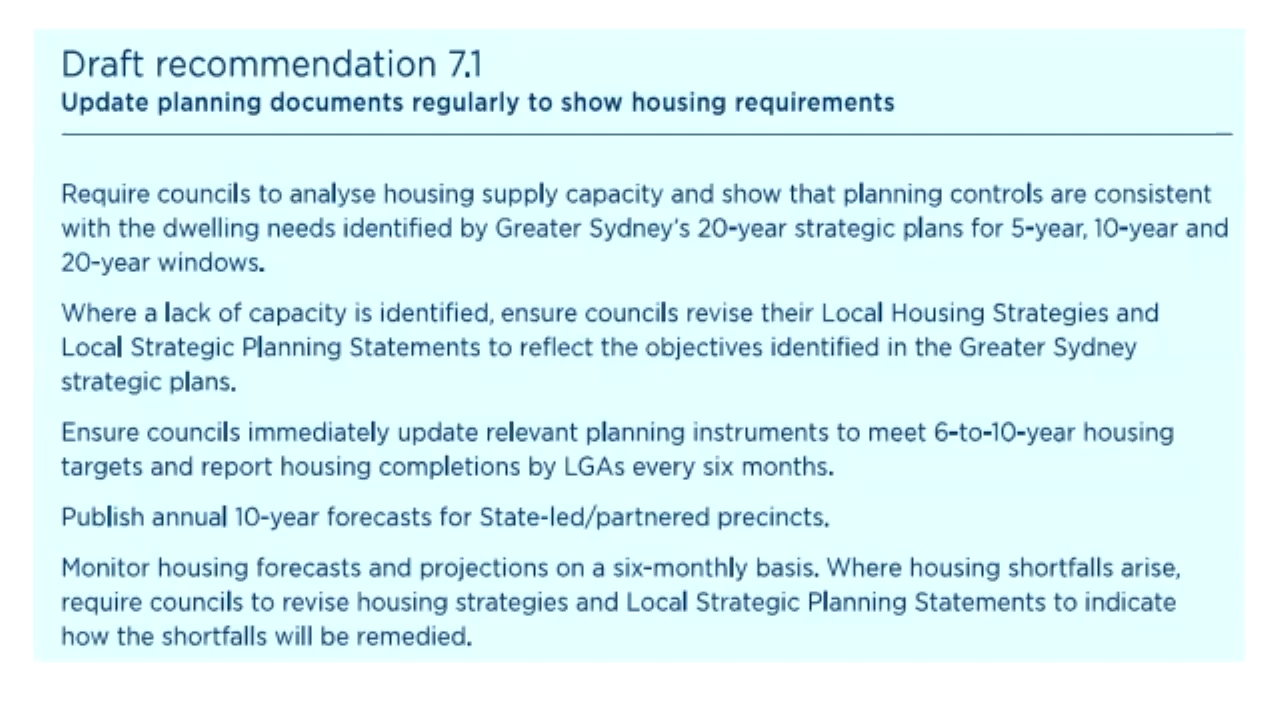 Draft recommendation 7.1
Update planning documents regularly to show housing requirements
Require councils to analyse housing supply capacity and show that planning controls are consistent
with the dwelling needs identified by Greater Sydney's 20-year strategic plans for 5-year, 10-year and
20-year windows.
Where a lack of capacity is identified, ensure councils revise their Local Housing Strategies and
Local Strategic Planning Statements to reflect the objectives identified in the Greater Sydney
strategic plans.
Ensure councils immediately update relevant planning instruments to meet 6-to-10-year housing
targets and report housing completions by LGAs every six months.
Publish annual 10-year forecasts for State-led/partnered precincts.
Monitor housing forecasts and projections on a six-monthly basis. Where housing shortfalls arise,
require councils to revise housing strategies and Local Strategic Planning Statements to indicate
how the shortfalls will be remedied.